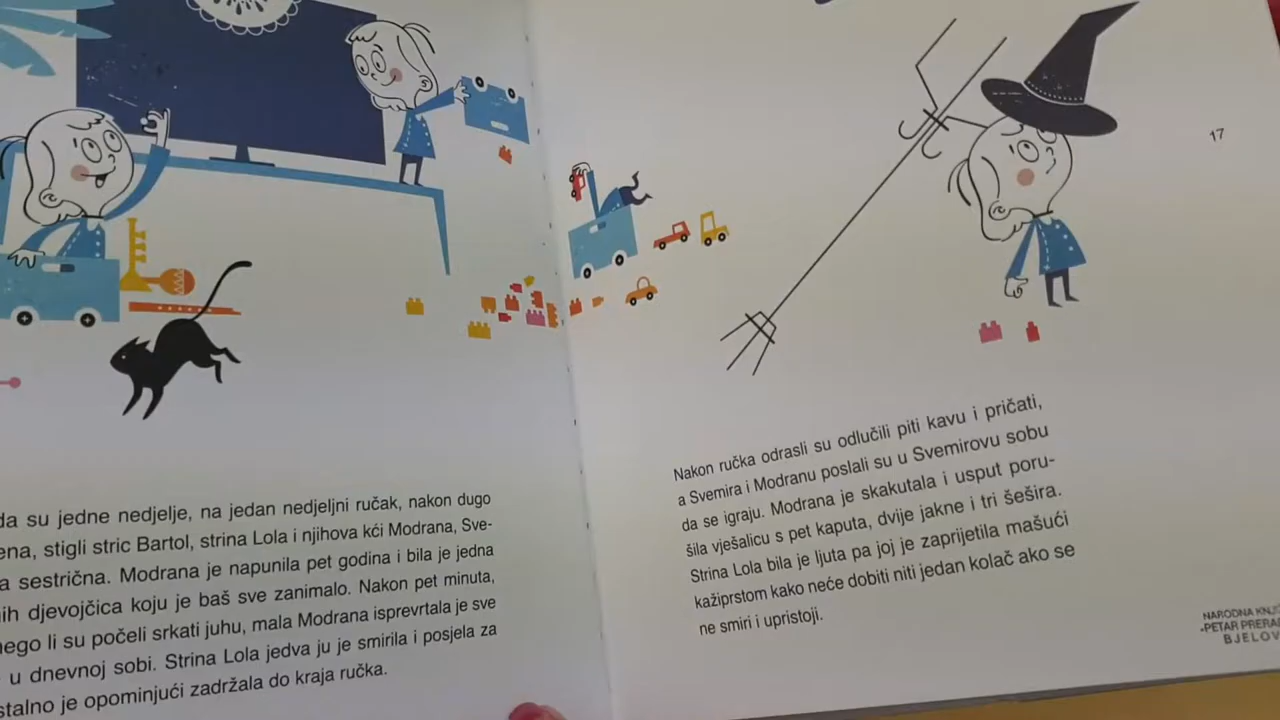 da su jedne nedjelje, na jedan nedjeljni ručak, nakon dugo
stigli stric Bartol, strina Lola i njihova kći Modrana, Sve-
sestrična. Modrana je napunila pet godina i bila je jedna
djevojčica koju je baš sve zanimalo. Nakon pet minuta,
nego li su počeli srkati juhu, mala Modrana isprevrtala je sve
u dnevnoj sobi. Strina Lola jedva ju je smirila i posjela za
stalno je opominjući zadržala do kraja ručka.
17
Nakon ručka odrasli su odlučili piti kavu i pričati,
a Svemira i Modranu poslali su u Svemirovu sobu
da se igraju. Modrana je skakutala i usput poru-
šila vješalicu s pet kaputa, dvije jakne i tri šešira.
Strina Lola bila je ljuta pa joj je zaprijetila mašući
kažiprstom kako neće dobiti niti jedan kolač ako se
ne smiri i upristoji.
NARODNA
PETAR